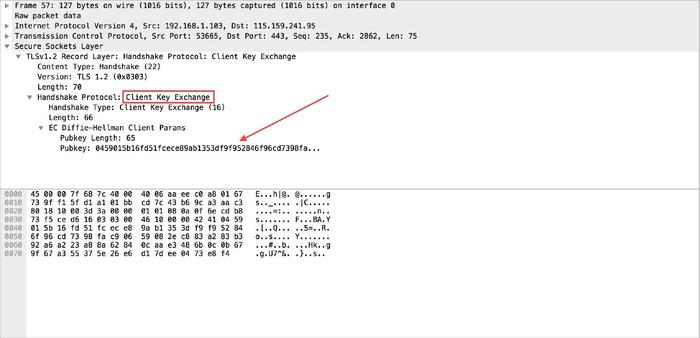 Frame 57: 127 bytes on wire (1016 bits), 127 bytes captured (1016 bits) on interface 0
Raw packet data
Internet Protocol Version 4, Src: 192.168.1.103, Dst: 115.159.241.95
Transmission Control Protocol, Src Port: 53665, Dst Port: 443, Seq: 235, Ack: 2862, Len: 75
Secure Sockets Layer
TLSv1.2 Record Layer: Handshake Protocol: Client Key Exchange
Content Type: Handshake (22)
Version: TLS 1.2 (0x0303)
Length: 70
Handshake Protocol: Client Key Exchange
Handshake Type: Client Key Exchange (16)
Length: 66
EC Diffie-Hellman Client Params
Pubkey Length: 65
Pubkey: 0459015b16fd51fcece89ab1353df9f952846f96cd7398fa...
0000 45 00 00 7f 68 7c 40 00 40 06 aa ee c0 a8 01 67 E...h|@. @......g
0010 73 9f f1 5f d1 a1 01 bb cd 7c 43 b6 9c a3 aa c3 s.._.... .|C.....
0020 80 18 10 00 3d 3a 00 00 01 01 08 0a 0f 6e cd b8 ....=:.. .....n..
0030 73 f5 ce d6 16 03 03 00 46 10 00 00 42 41 04 59 s....... F...BA.Y
0040 01 5b 16 fd 51 fc ec e8 9a b1 35 3d f9 f9 52 84 .[..Q... ..5=..R.
0050 6f 96 cd 73 98 fa c9 06 59 08 2e c8 83 a2 83 b3 o..s.... Y.......
0060 92 a6 a2 23 a8 8a 62 84 0c aa e3 48 6b 0c 0b 67 ...#..b. ...Hk..g
0070 9f 67 a3 55 37 5e 26 e6 d1 7d ee 04 73 e8 f4 .g.U7^&. .}..s..